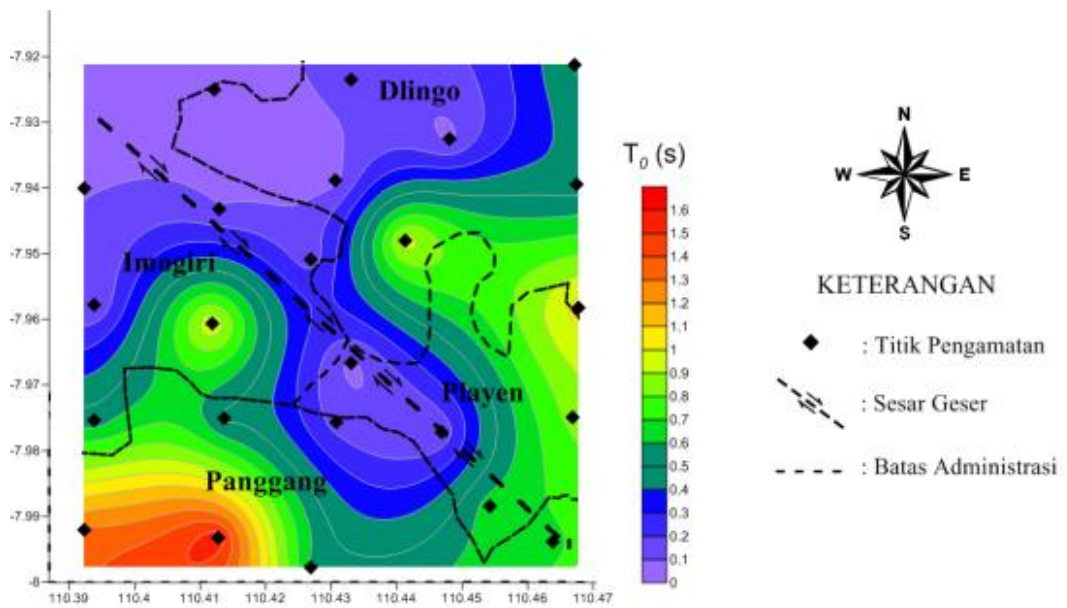 -7.92
-7.93
-7.94
-7.95
-7.96
-7.97
-7.98
-7.99
-8
110.39 110.4 110.41 110.42 110.43 110.44 110.45 110.46 110.47
Dlingo
Imogiri
Playen
Panggang
T0 (s)
1.6
1.5
1.4
1.3
1.2
1.1
1
0.9
0.8
0.7
0.6
0.5
0.4
0.3
0.2
0.1
0
N
W E
S
KETERANGAN
: Titik Pengamatan
: Sesar Geser
: Batas Administrasi